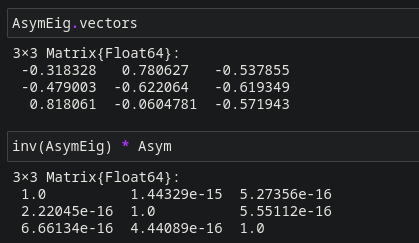 AsymEig.vectors
3×3 Matrix{Float64}:
-0.318328 0.780627 -0.537855
-0.479003 -0.622064 -0.619349
0.818061 -0.0604781 -0.571943
inv(AsymEig) * Asym
3×3 Matrix{Float64}:
1.0 1.44329e-15 5.27356e-16
2.22045e-16 1.0 5.55112e-16
6.66134e-16 4.44089e-16 1.0